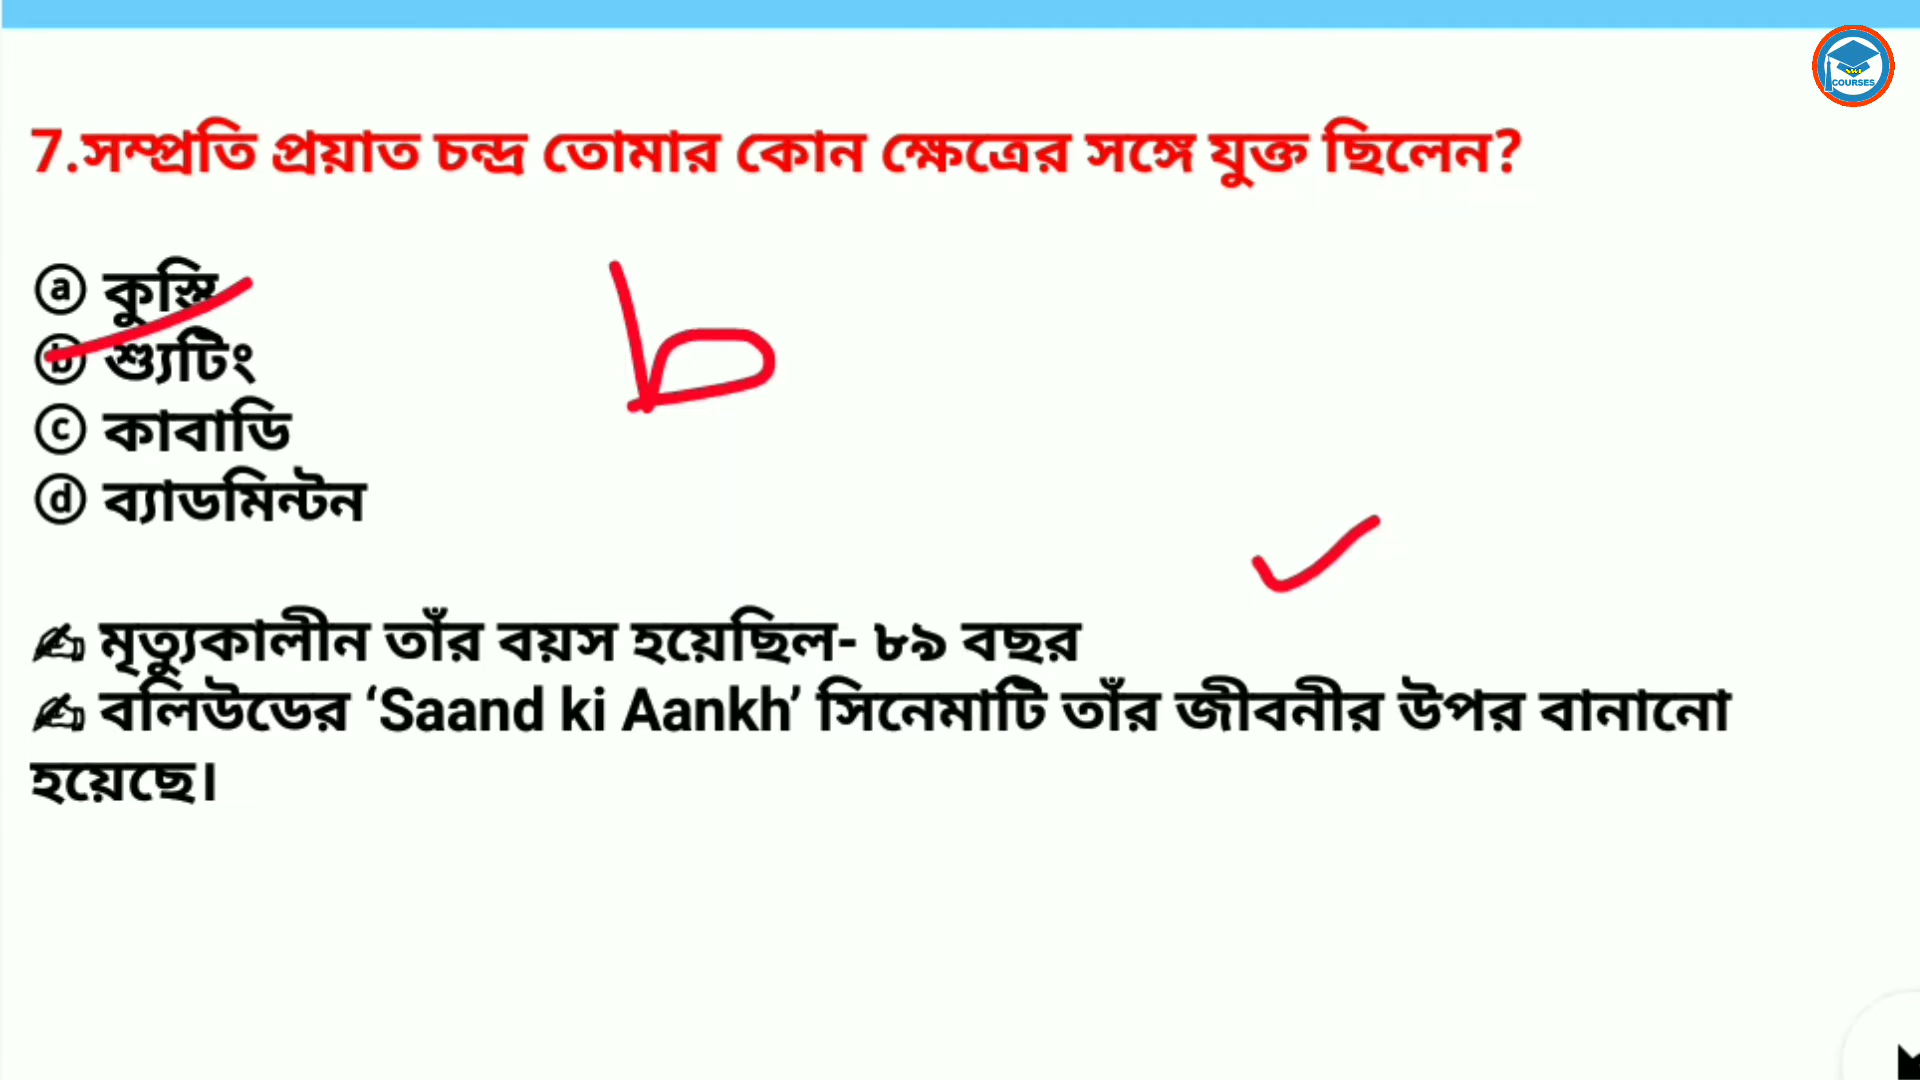 COURSES
7.সম্প্রতি প্রয়াত চন্দ্র তোমার কোন ক্ষেত্রের সঙ্গে যুক্ত ছিলেন?
ⓐ কুস্তি
ⓑ শ্যুটিং
b
ⓒ কাবাডি
ⓓ ব্যাডমিন্টন
✍ মৃত্যুকালীন তাঁর বয়স হয়েছিল- ৮৯ বছর
✍ বলিউডের ‘Saand ki Aankh’ সিনেমাটি তাঁর জীবনীর উপর বানানো
হয়েছে।